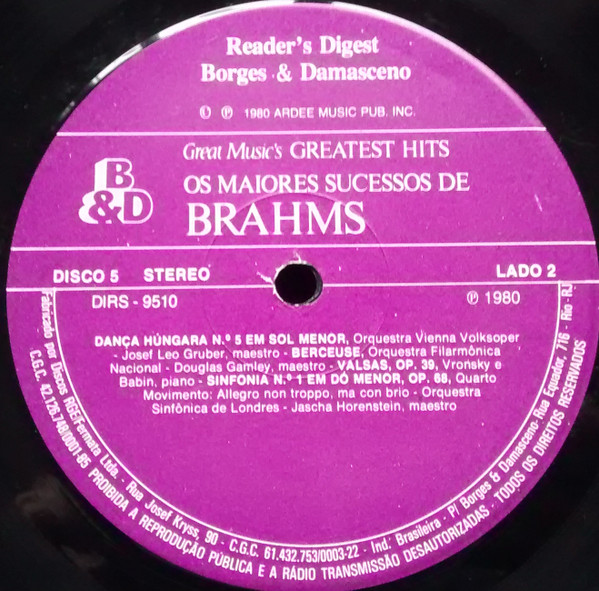 Reader's Digest
Borges & Damasceno
© ℗ 1980 ARDEE MUSIC PUB. INC.
Great Music's GREATEST HITS
B&D
OS MAIORES SUCESSOS DE
BRAHMS
DISCO 5 STEREO LADO 2
DIRS - 9510 ℗ 1980
DANÇA HÚNGARA N.º 5 EM SOL MENOR, Orquestra Vienna Volksoper
- Josef Leo Gruber, maestro - BERCEUSE, Orquestra Filarmônica
Nacional - Douglas Gamley, maestro - VALSAS, OP. 39, Vronsky e
Babin, piano - SINFONIA N.º 1 EM DÓ MENOR, OP. 68, Quarto
Movimento: Allegro non troppo, ma con brio - Orquestra
Sinfônica de Londres - Jascha Horenstein, maestro
Fabricado por Discos RGE/Fermata Ltda. - Rua Josef Kryss, 90 - C.G.C. 61.432.753/0003-22 - Ind. Brasileira - P/ Borges & Damasceno - Rua Equador, 716 - Rio - RJ
C.G.C. 42.126.748/0001-85 PROIBIDA A REPRODUÇÃO PÚBLICA E A RÁDIO TRANSMISSÃO DESAUTORIZADAS - TODOS OS DIREITOS RESERVADOS